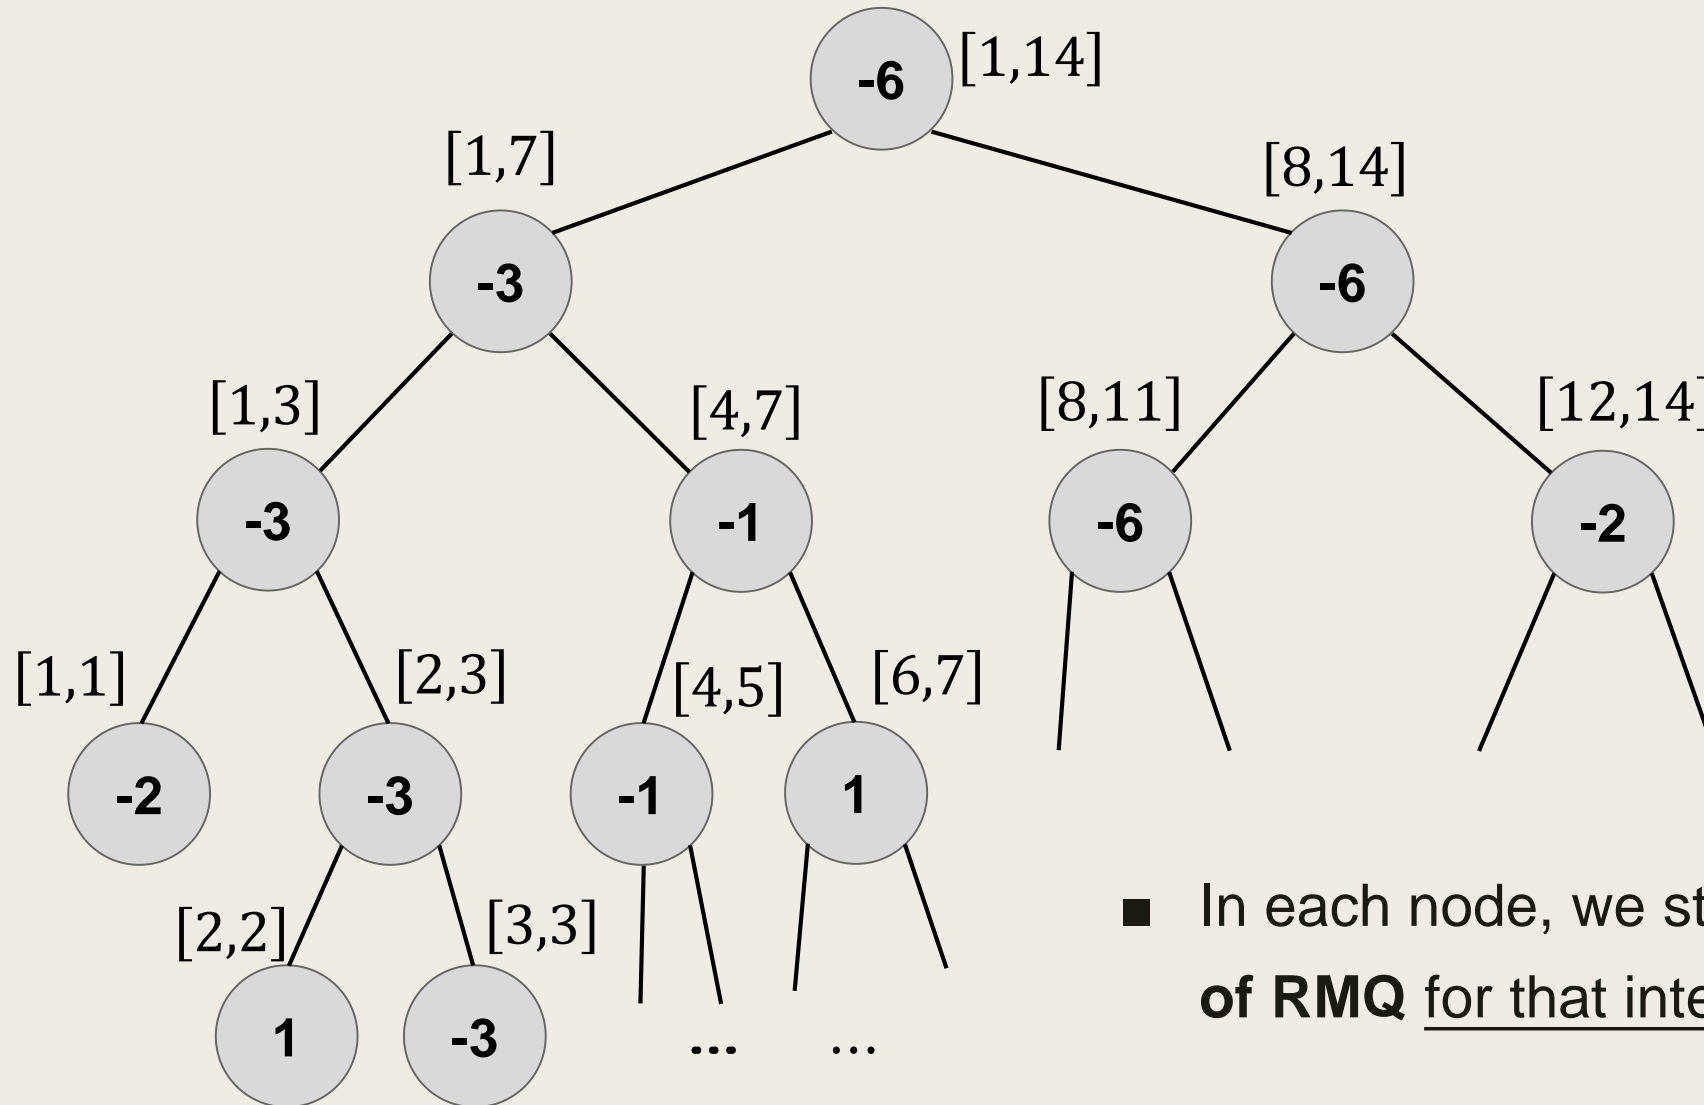 -6 [1,14]
[1,7] [8,14]
-3 -6
[1,3] [4,7] [8,11] [12,14]
-3 -1 -6 -2
[1,1] [2,3] [4,5] [6,7]
-2 -3 -1 1
[2,2] [3,3]
■ In each node, we st
of RMQ for that inte
1 -3 ... ...